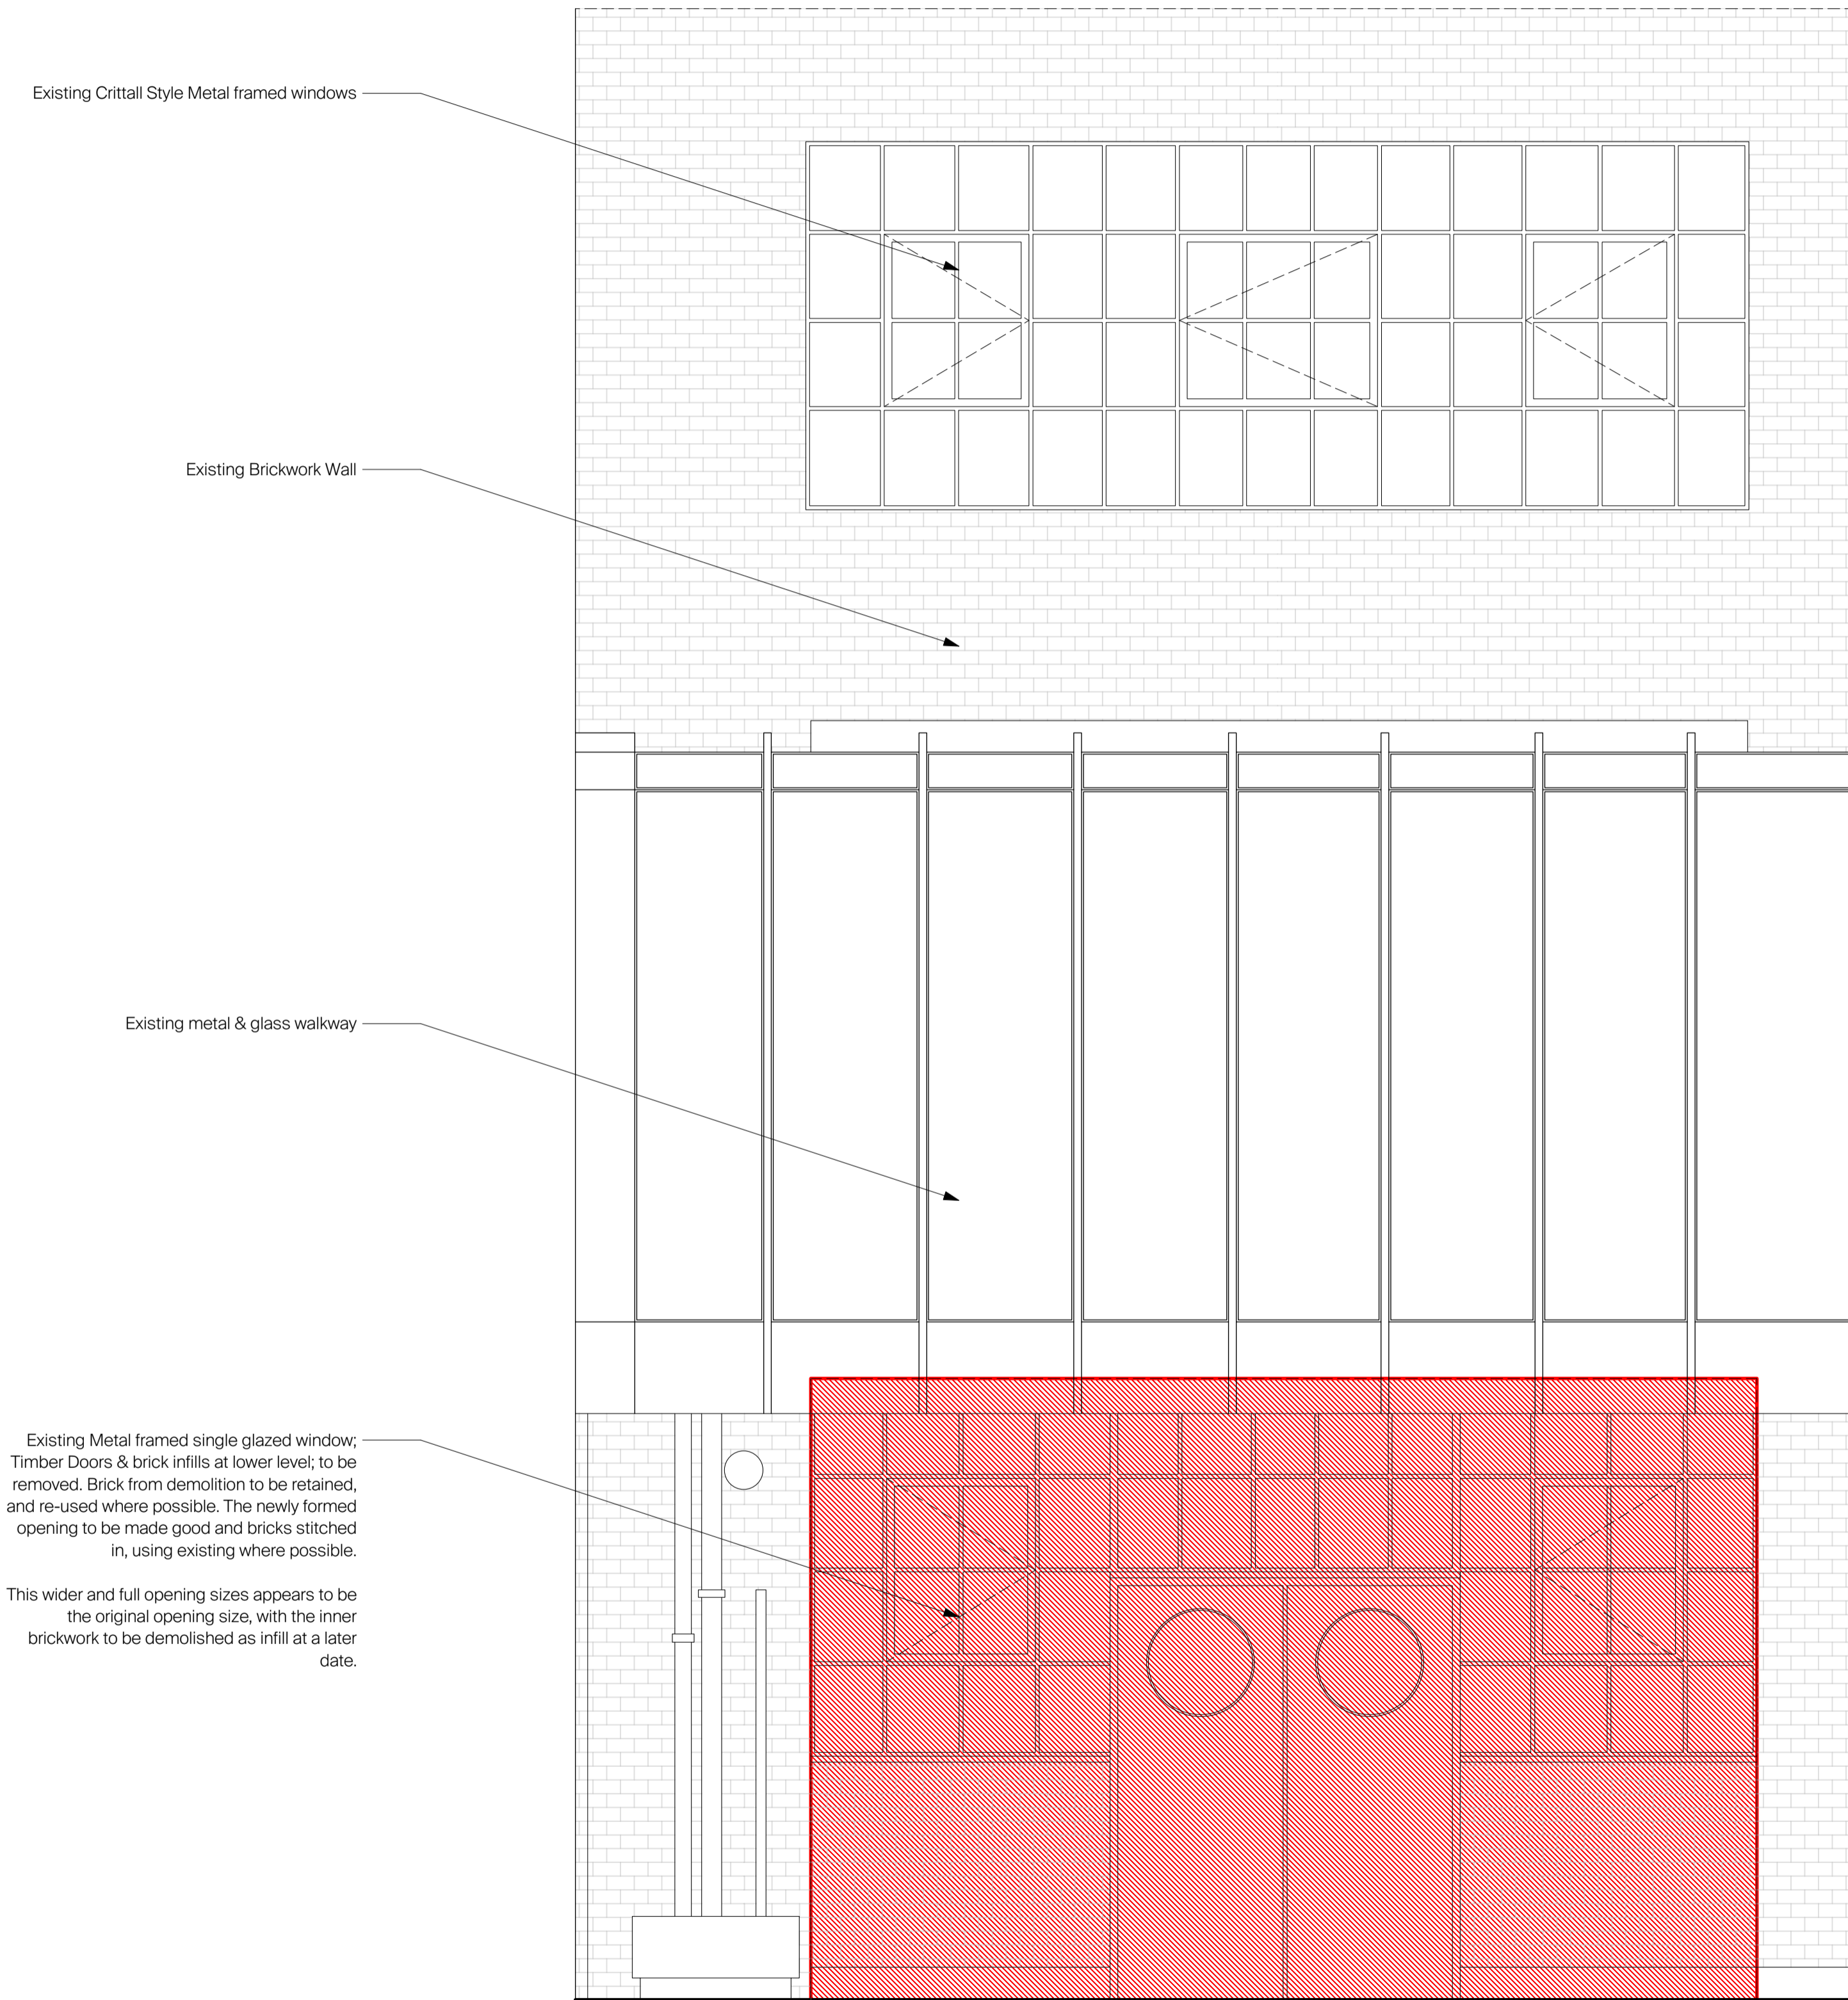 Existing Crittall Style Metal framed windows
Existing Brickwork Wall
Existing metal & glass walkway
Existing Metal framed single glazed window;
Timber Doors & brick infills at lower level; to be
removed. Brick from demolition to be retained,
and re-used where possible. The newly formed
opening to be made good and bricks stitched
in, using existing where possible.
This wider and full opening sizes appears to be
the original opening size, with the inner
brickwork to be demolished as infill at a later
date.